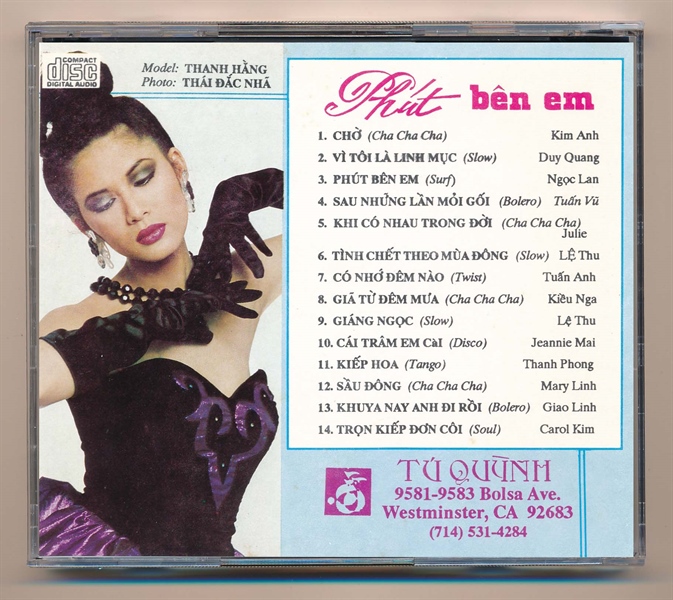 COMPACT
disc
DIGITAL AUDIO
Model: THANH HẰNG
Photo: THÁI ĐẮC NHÃ
Phút bên em
1. CHỜ (Cha Cha Cha) Kim Anh
2. VÌ TÔI LÀ LINH MỤC (Slow) Duy Quang
3. PHÚT BÊN EM (Surf) Ngọc Lan
4. SAU NHỮNG LẦN MỎI GỐI (Bolero) Tuấn Vũ
5. KHI CÓ NHAU TRONG ĐỜI (Cha Cha Cha)
Julie
6. TÌNH CHẾT THEO MÙA ĐÔNG (Slow) LỆ Thu
7. CÓ NHỚ ĐÊM NÀO (Twist) Tuấn Anh
8. GIÃ TỪ ĐÊM MƯA (Cha Cha Cha) Kiều Nga
9. GIÁNG NGỌC (Slow) Lệ Thu
10. CÁI TRÂM EM CàI (Disco) Jeannie Mai
11. KIẾP HOA (Tango) Thanh Phong
12. SẦU ĐÔNG (Cha Cha Cha) Mary Linh
13. KHUYA NAY ANH ĐI RỒI (Bolero) Giao Linh
14. TRỌN KIẾP ĐƠN CÔI (Soul) Carol Kim
TÚ QUỲNH
9581-9583 Bolsa Ave.
Westminster, CA 92683
(714) 531-4284